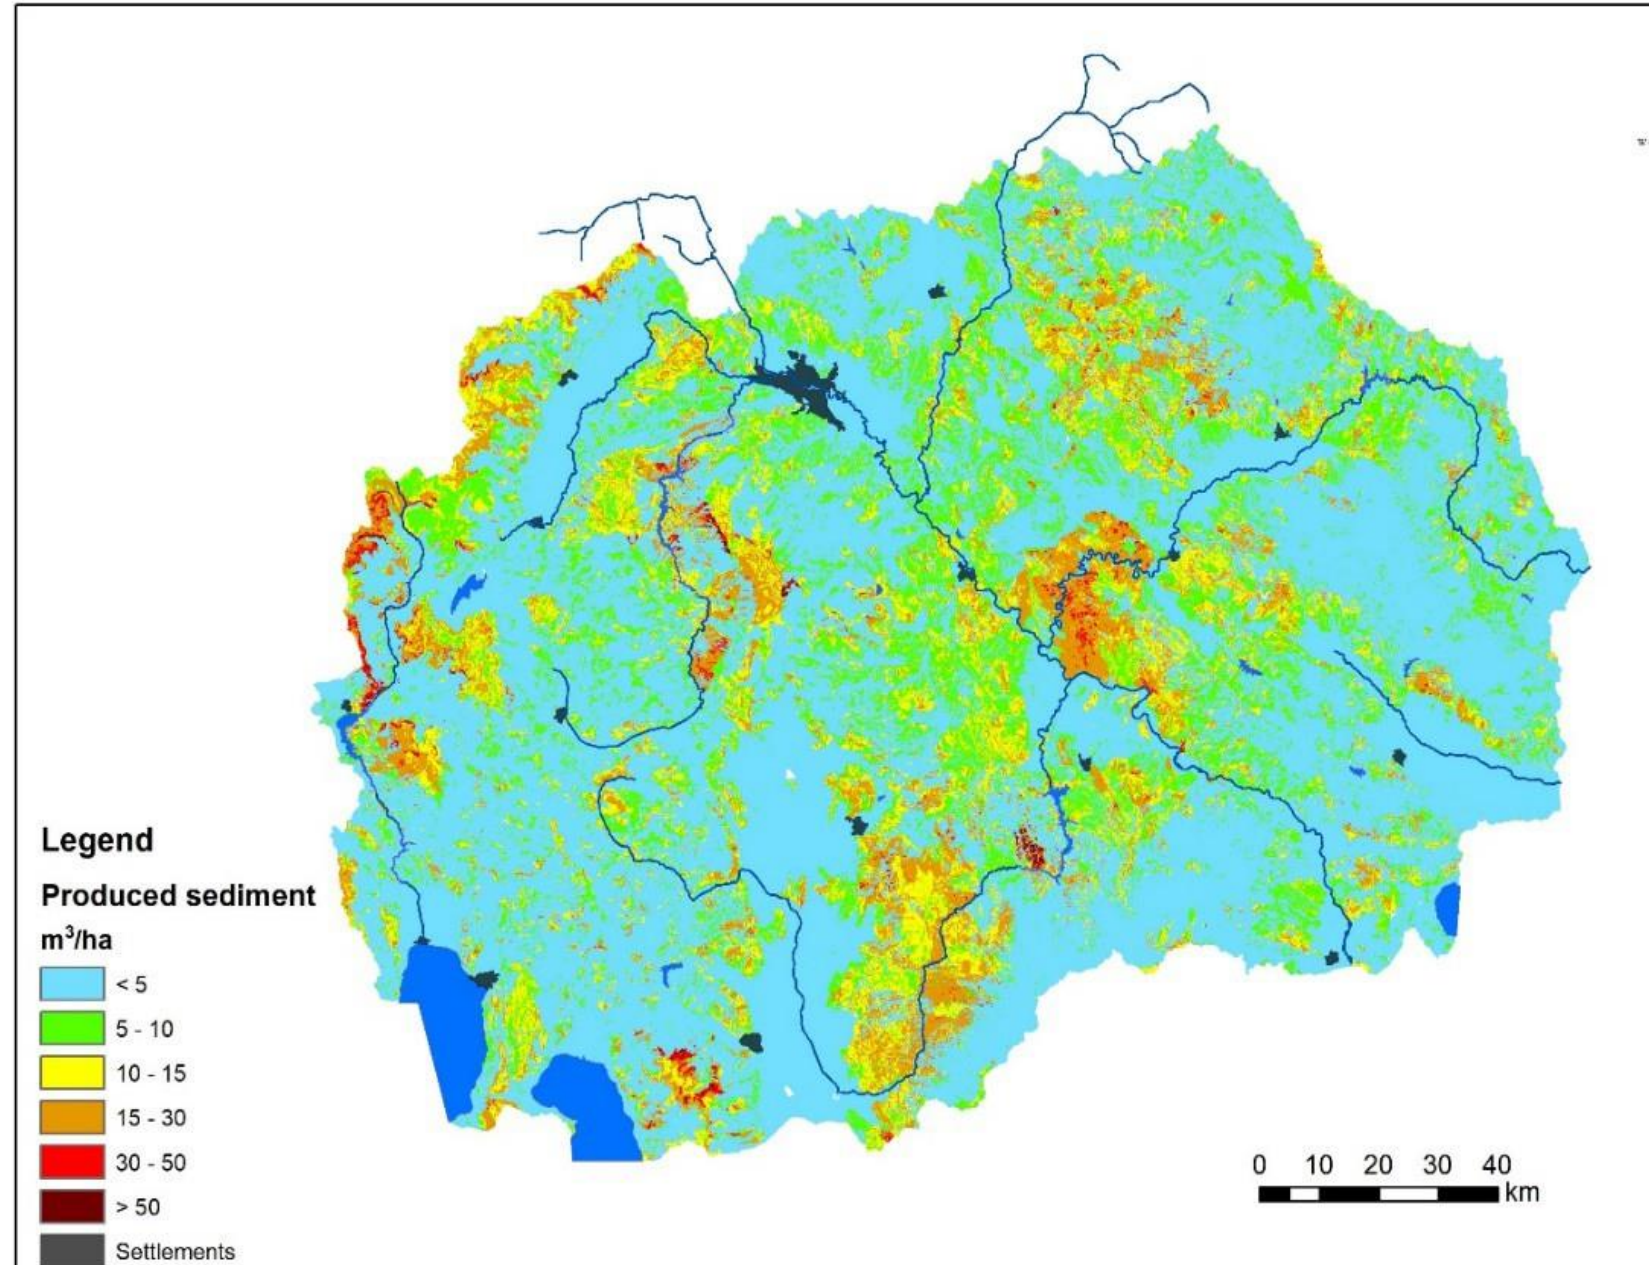 Legend
Produced sediment
m³/ha
< 5
5 - 10
10 - 15
15 - 30
30 - 50
> 50
Settlements
0 10 20 30 40
km